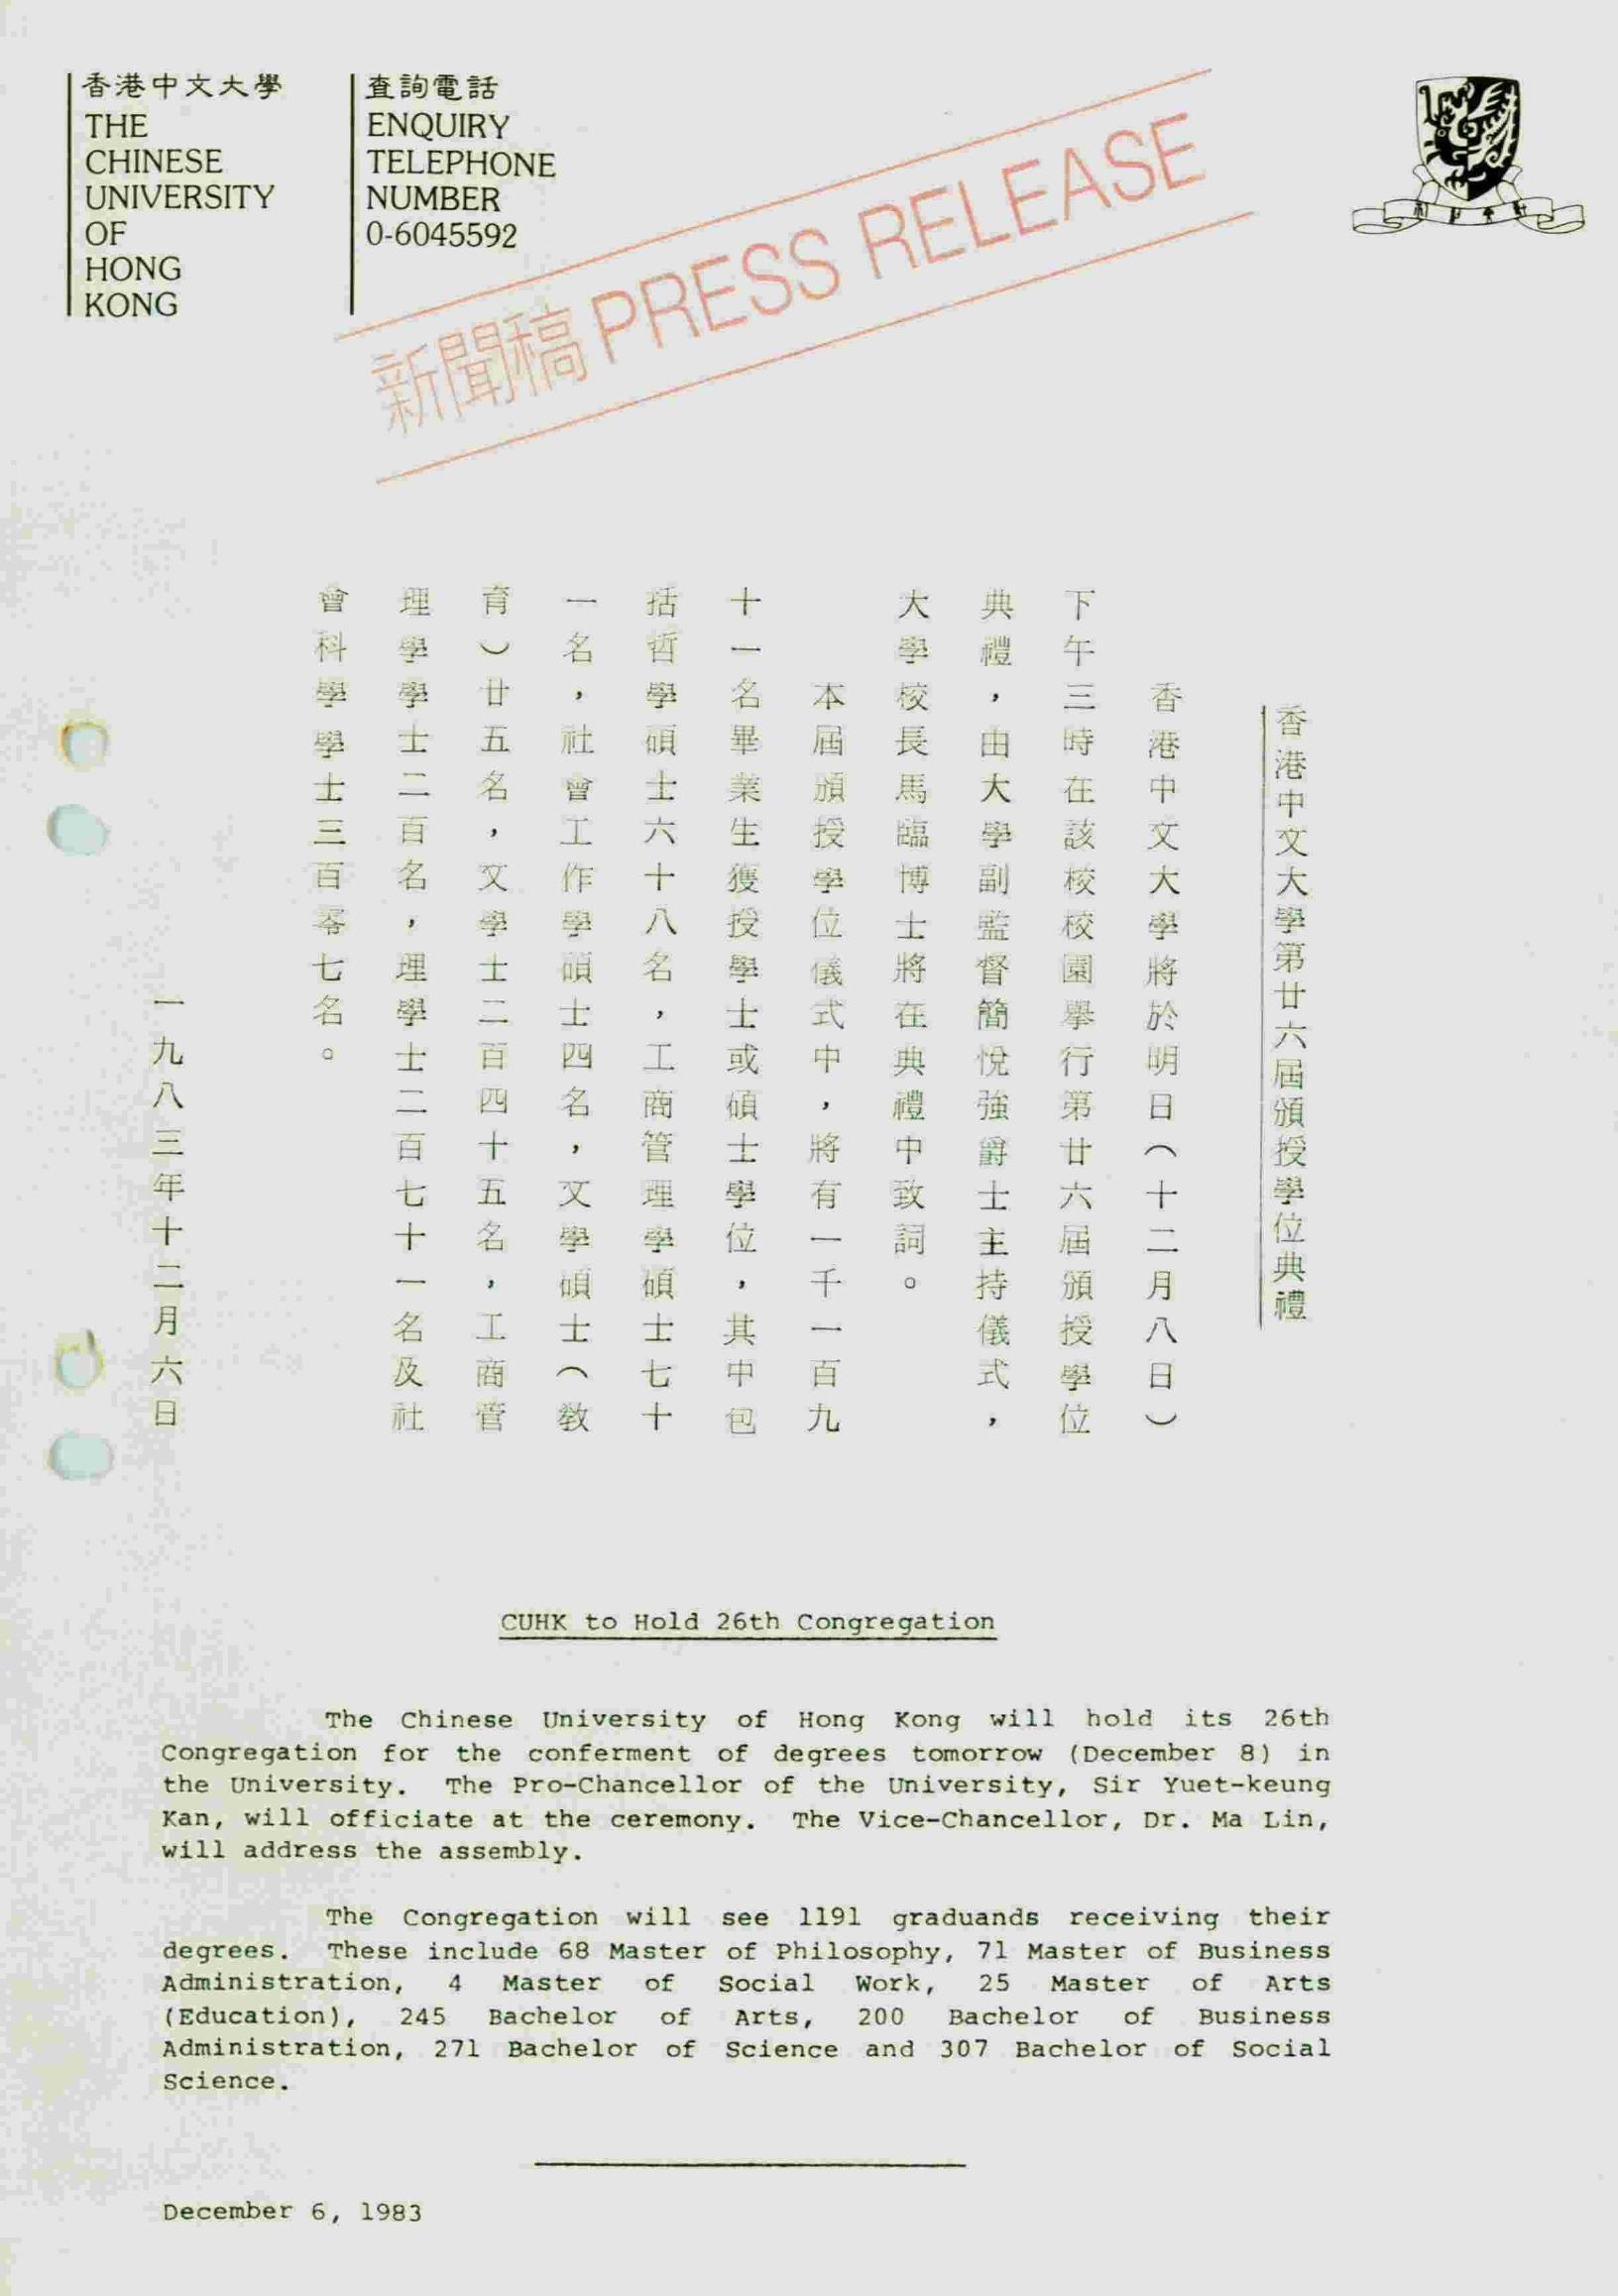 香港中文大學
THE
CHINESE
UNIVERSITY
OF
HONG
KONG
查詢電話
ENQUIRY
TELEPHONE
NUMBER
0-6045592
新聞稿 PRESS RELEASE
香港中文大學第廿六屆頒授學位典禮
香港中文大學將於明日（十二月八日）
下午三時在該校校園舉行第廿六屆頒授學位
典禮，由大學副監督簡悅強爵士主持儀式，
大學校長馬臨博士將在典禮中致詞。
本屆頒授學位儀式中，將有一千一百九
十一名畢業生獲授學士或碩士學位，其中包
括哲學碩士六十八名，工商管理學碩士七十
一名，社會工作學碩士四名，文學碩士（教
育）廿五名，文學士二百四十五名，工商管
理學學士二百名，理學士二百七十一名及社
會科學學士三百零七名。
一九八三年十二月六日
CUHK to Hold 26th Congregation
The Chinese University of Hong Kong will hold its 26th
Congregation for the conferment of degrees tomorrow (December 8) in
the University. The Pro-Chancellor of the University, Sir Yuet-keung
Kan, will officiate at the ceremony. The Vice-Chancellor, Dr. Ma Lin,
will address the assembly.
The Congregation will see 1191 graduands receiving their
degrees. These include 68 Master of Philosophy, 71 Master of Business
Administration, 4 Master of Social Work, 25 Master of Arts
(Education), 245 Bachelor of Arts, 200 Bachelor of Business
Administration, 271 Bachelor of Science and 307 Bachelor of Social
Science.
December 6, 1983